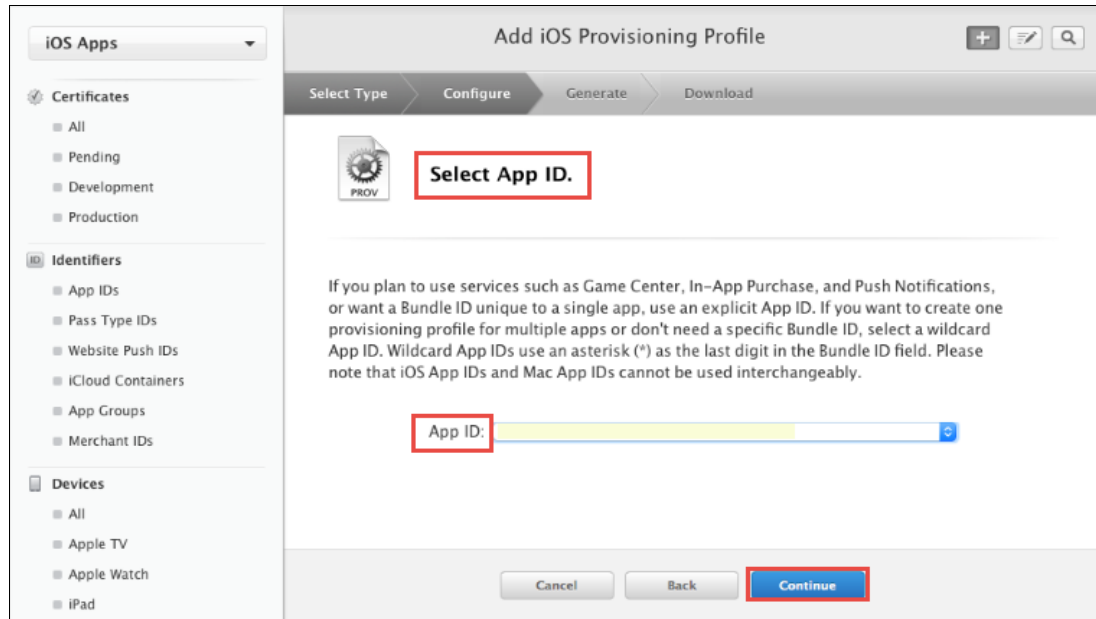 iOS Apps
Add iOS Provisioning Profile
Select Type
Configure
Generate
Download
Certificates
All
Pending
Development
Production
Identifiers
App IDs
Pass Type IDs
Website Push IDs
iCloud Containers
App Groups
Merchant IDs
Devices
All
Apple TV
Apple Watch
iPad
PROV
Select App ID.
If you plan to use services such as Game Center, In-App Purchase, and Push Notifications,
or want a Bundle ID unique to a single app, use an explicit App ID. If you want to create one
provisioning profile for multiple apps or don't need a specific Bundle ID, select a wildcard
App ID. Wildcard App IDs use an asterisk (*) as the last digit in the Bundle ID field. Please
note that iOS App IDs and Mac App IDs cannot be used interchangeably.
App ID:
Cancel
Back
Continue
ID